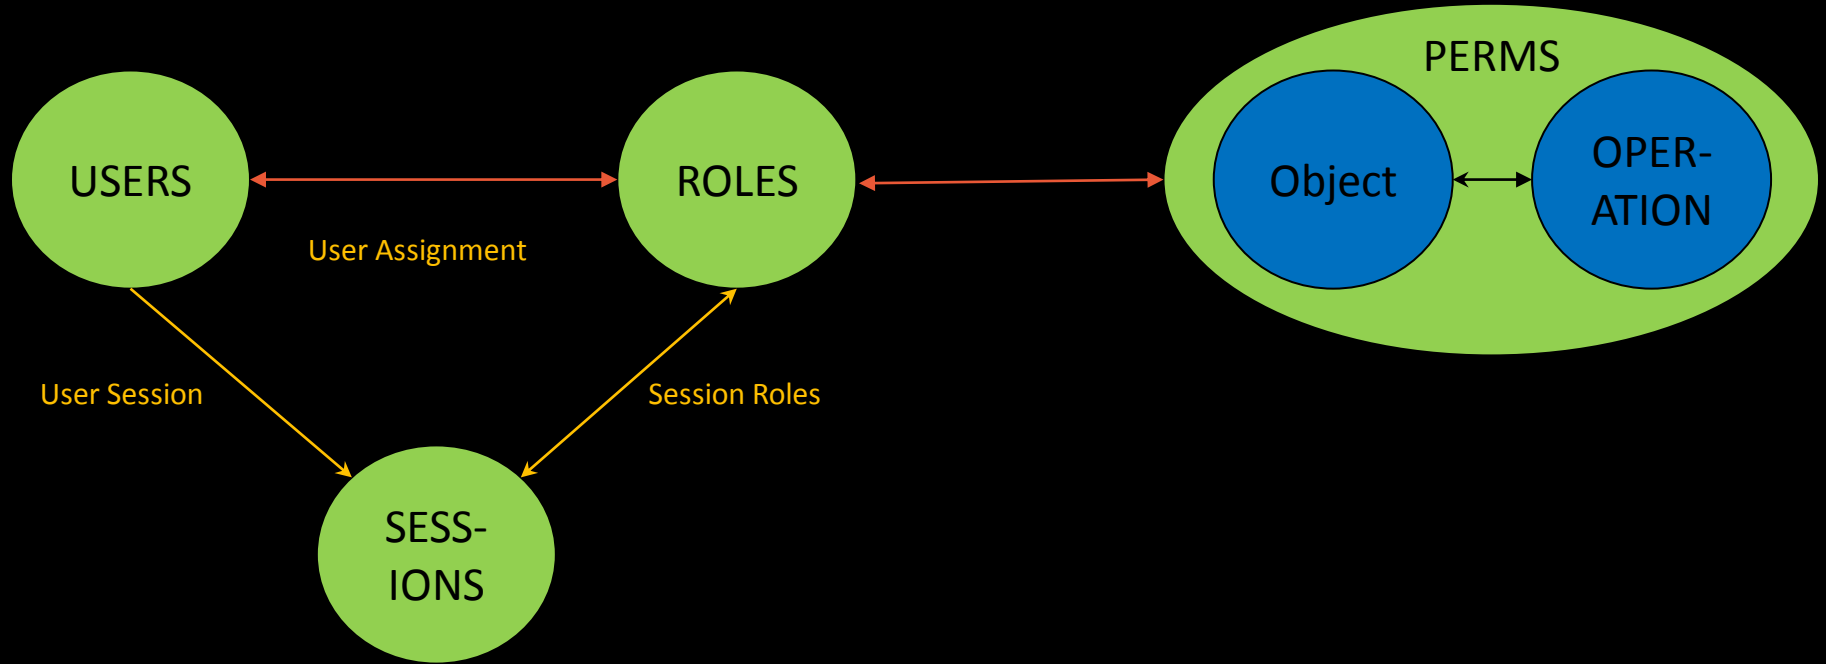 PERMS
USERS
ROLES
Object
OPER-
ATION
User Assignment
User Session
Session Roles
SESS-
IONS